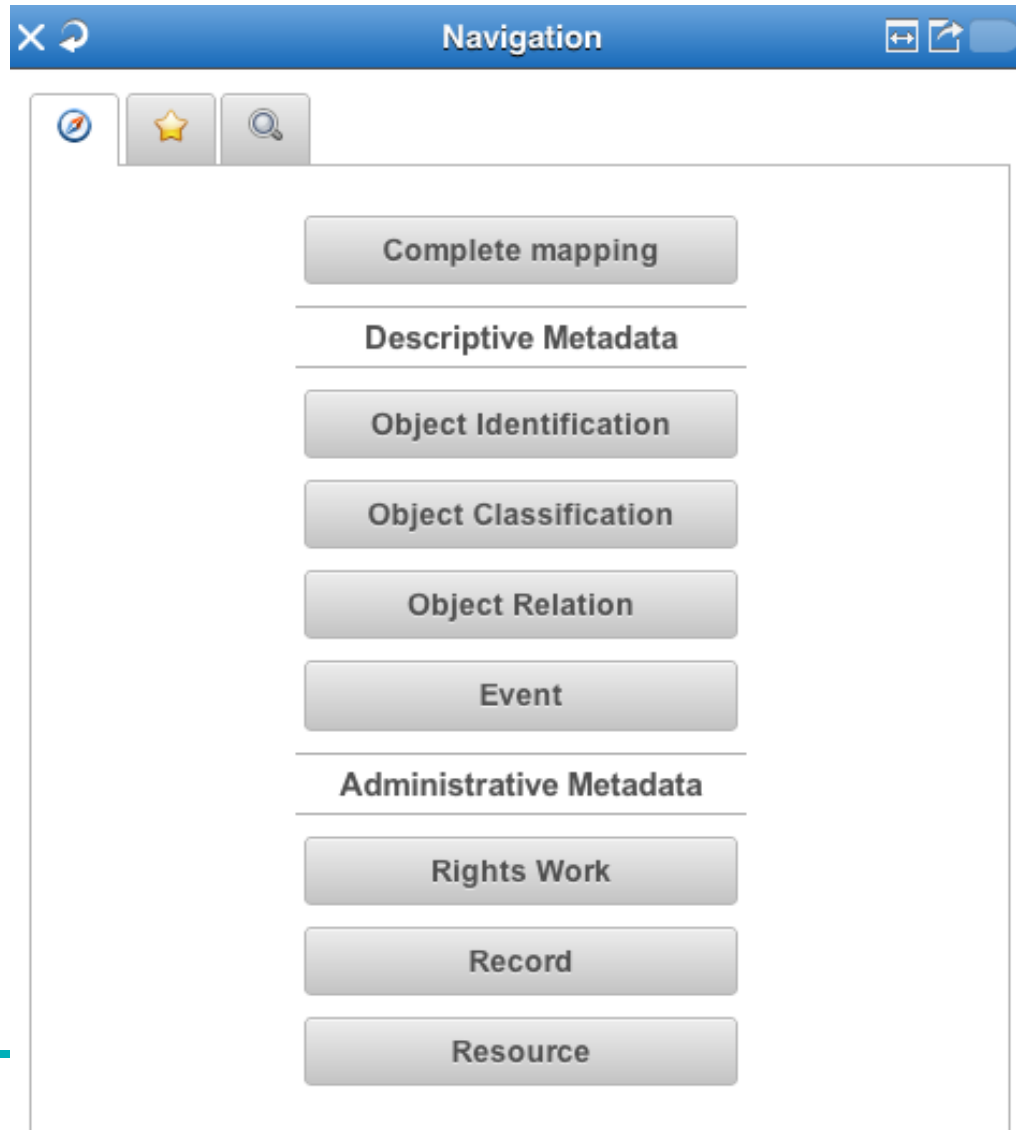 Navigation
Complete mapping
Descriptive Metadata
Object Identification
Object Classification
Object Relation
Event
Administrative Metadata
Rights Work
Record
Resource